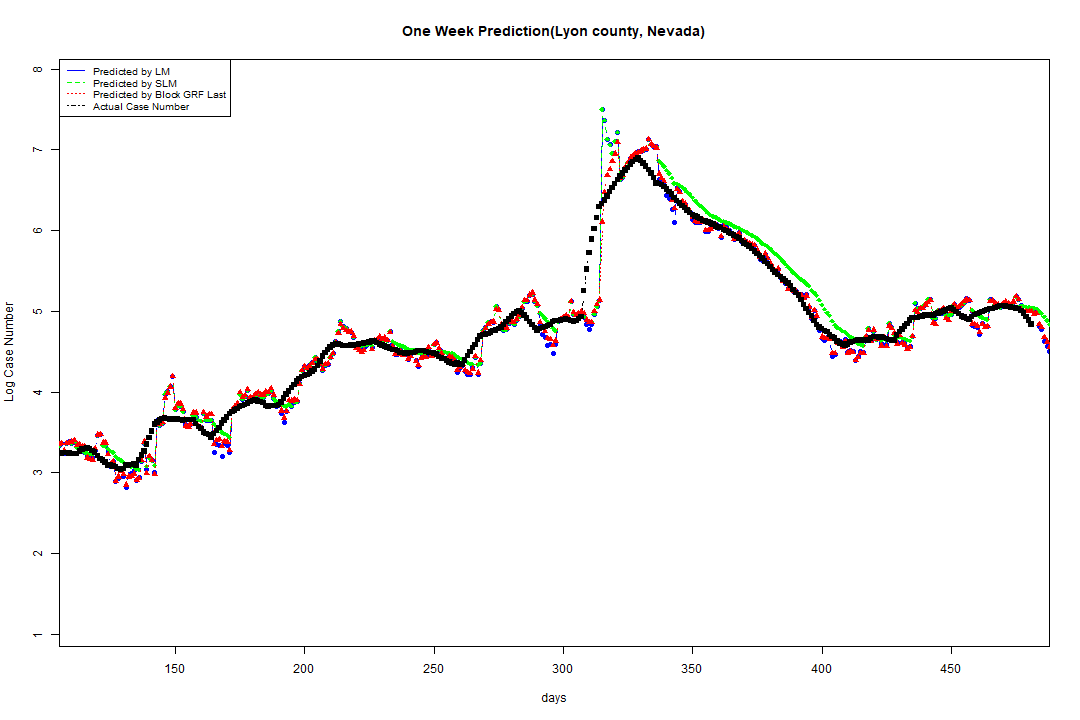 One Week Prediction(Lyon county, Nevada)
Predicted by LM
Predicted by SLM
Predicted by Block GRF Last
Actual Case Number
8
7
6
5
4
3
2
1
Log Case Number
150 200 250 300 350 400 450
days